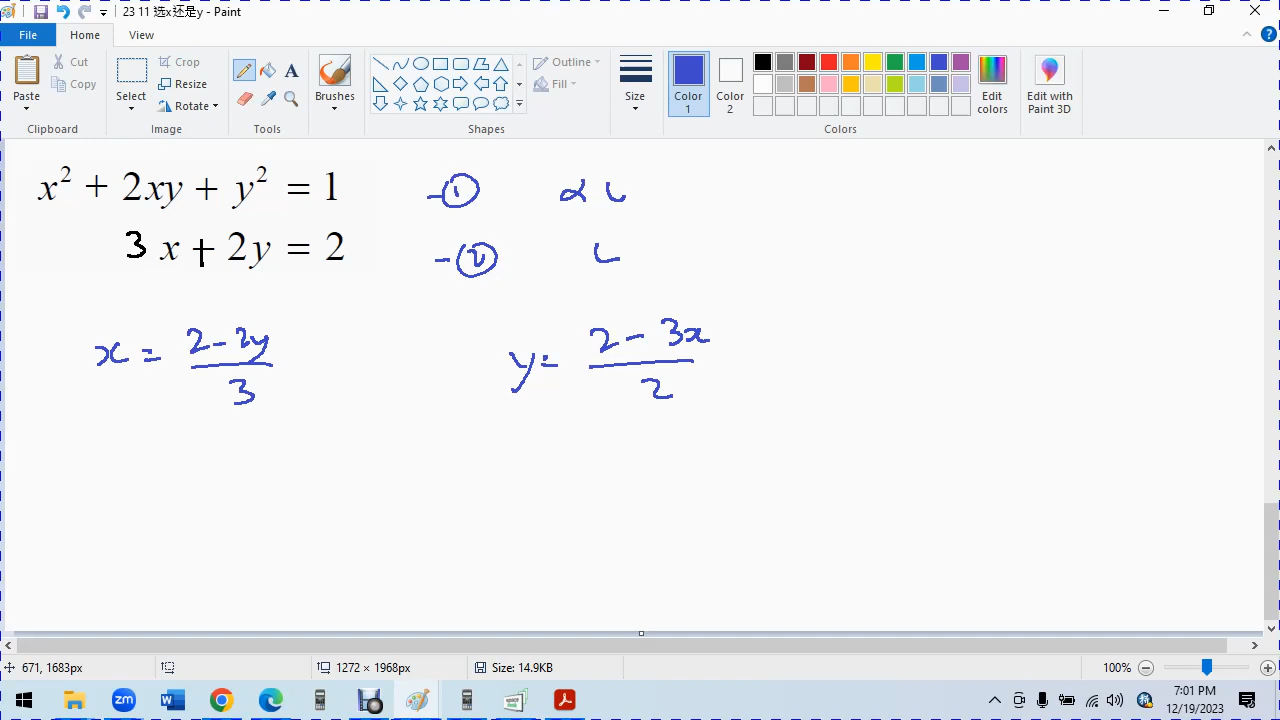 23 11 选x还是y - Paint
File Home View
Paste Cut Copy Clipboard
Select Crop Resize Rotate Image
Tools
Brushes
Outline Fill Shapes
Size
Color 1 Color 2 Edit colors Colors
Edit with Paint 3D
x² + 2xy + y² = 1 -① αL
3x + 2y = 2 -② L
x = (2-2y)/3 y = (2-3x)/2
671, 1683px 1272 × 1968px Size: 14.9KB 100%
zm W 7:01 PM
12/19/2023